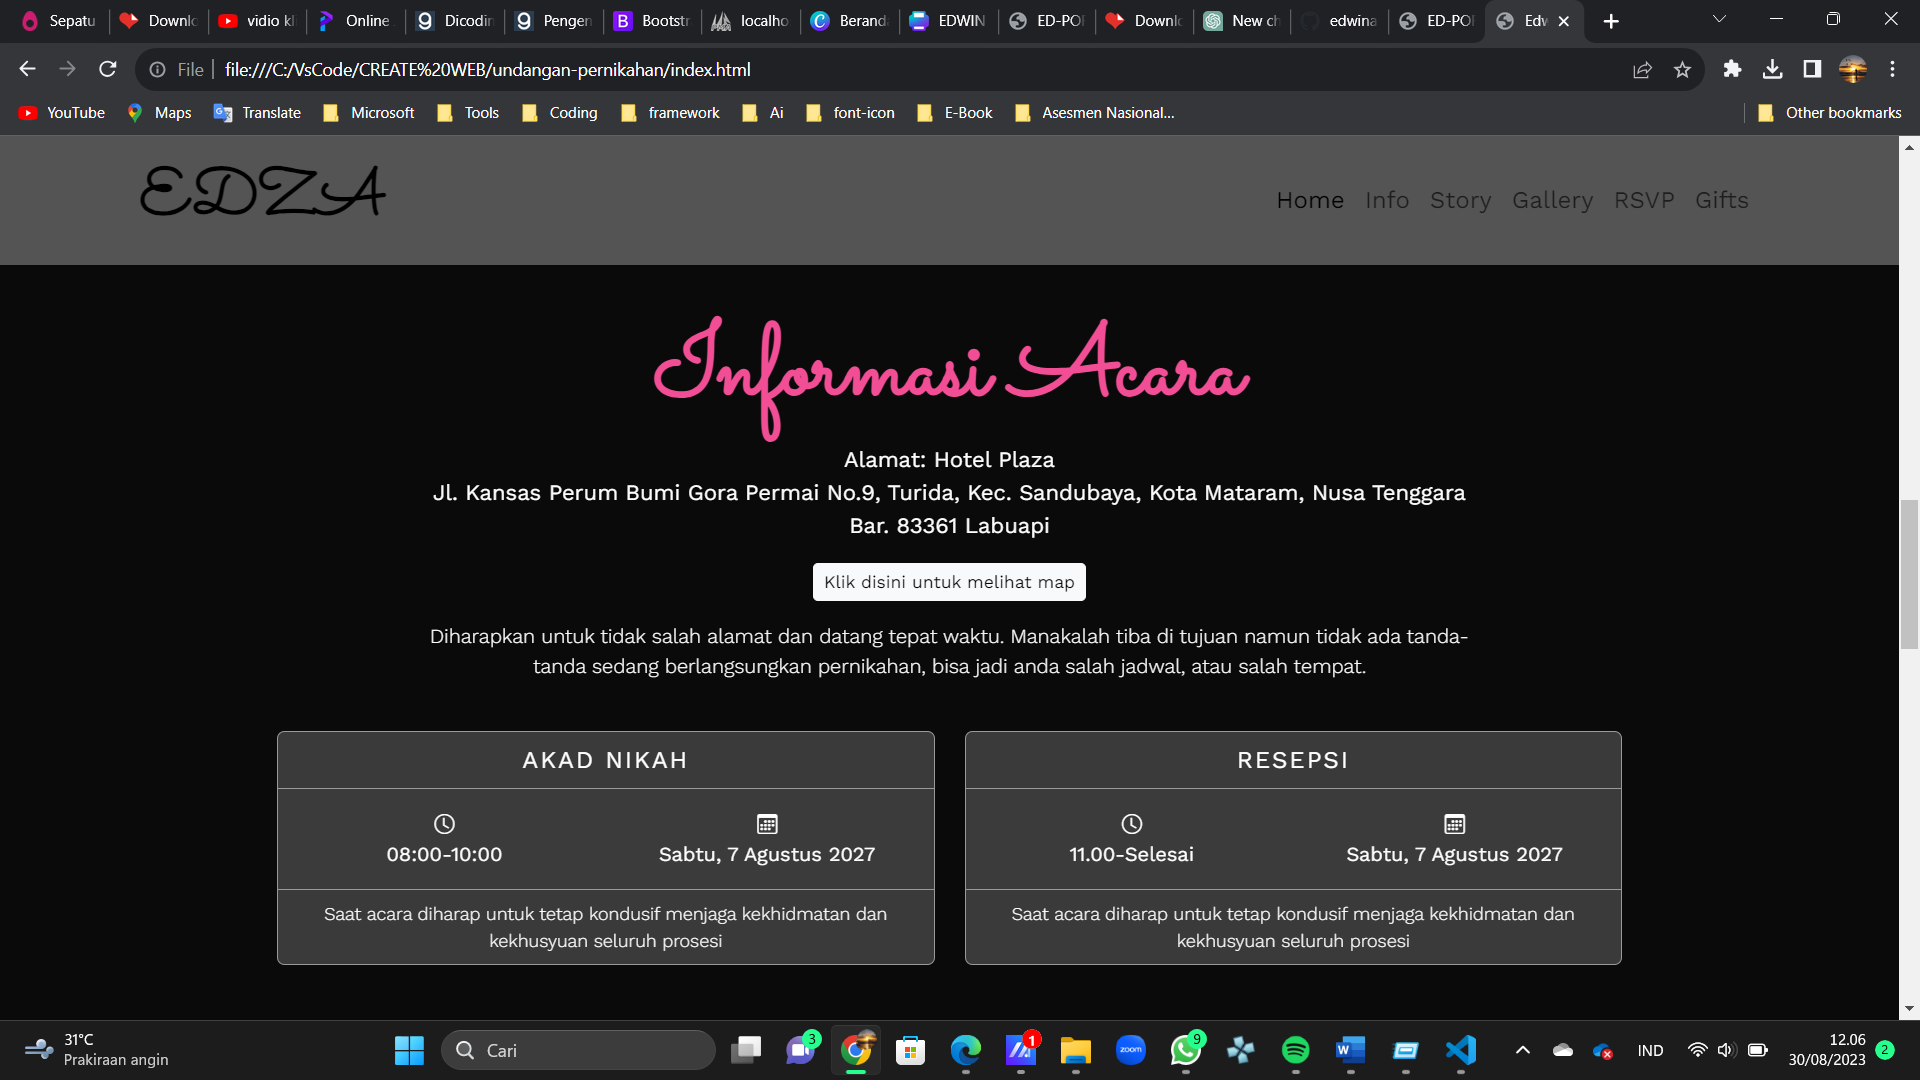 Sepatu
Downlo
vidio kl
Online
Dicodin
Pengen
Bootstr
localho
Berand
EDWIN
ED-POI
Downlo
New ch
edwina
ED-POI
Edw
File
file:///C:/VsCode/CREATE%20WEB/undangan-pernikahan/index.html
YouTube
Maps
Translate
Microsoft
Tools
Coding
framework
Ai
font-icon
E-Book
Asesmen Nasional...
Other bookmarks
EDZA
Home Info Story Gallery RSVP Gifts
Informasi Acara
Alamat: Hotel Plaza
Jl. Kansas Perum Bumi Gora Permai No.9, Turida, Kec. Sandubaya, Kota Mataram, Nusa Tenggara
Bar. 83361 Labuapi
Klik disini untuk melihat map
Diharapkan untuk tidak salah alamat dan datang tepat waktu. Manakalah tiba di tujuan namun tidak ada tanda-
tanda sedang berlangsungkan pernikahan, bisa jadi anda salah jadwal, atau salah tempat.
AKAD NIKAH
08:00-10:00
Sabtu, 7 Agustus 2027
Saat acara diharap untuk tetap kondusif menjaga kekhidmatan dan
kekhusyuan seluruh prosesi
RESEPSI
11.00-Selesai
Sabtu, 7 Agustus 2027
Saat acara diharap untuk tetap kondusif menjaga kekhidmatan dan
kekhusyuan seluruh prosesi
31°C
Prakiraan angin
Cari
3
1
zoom
9
IND
12.06
30/08/2023
2